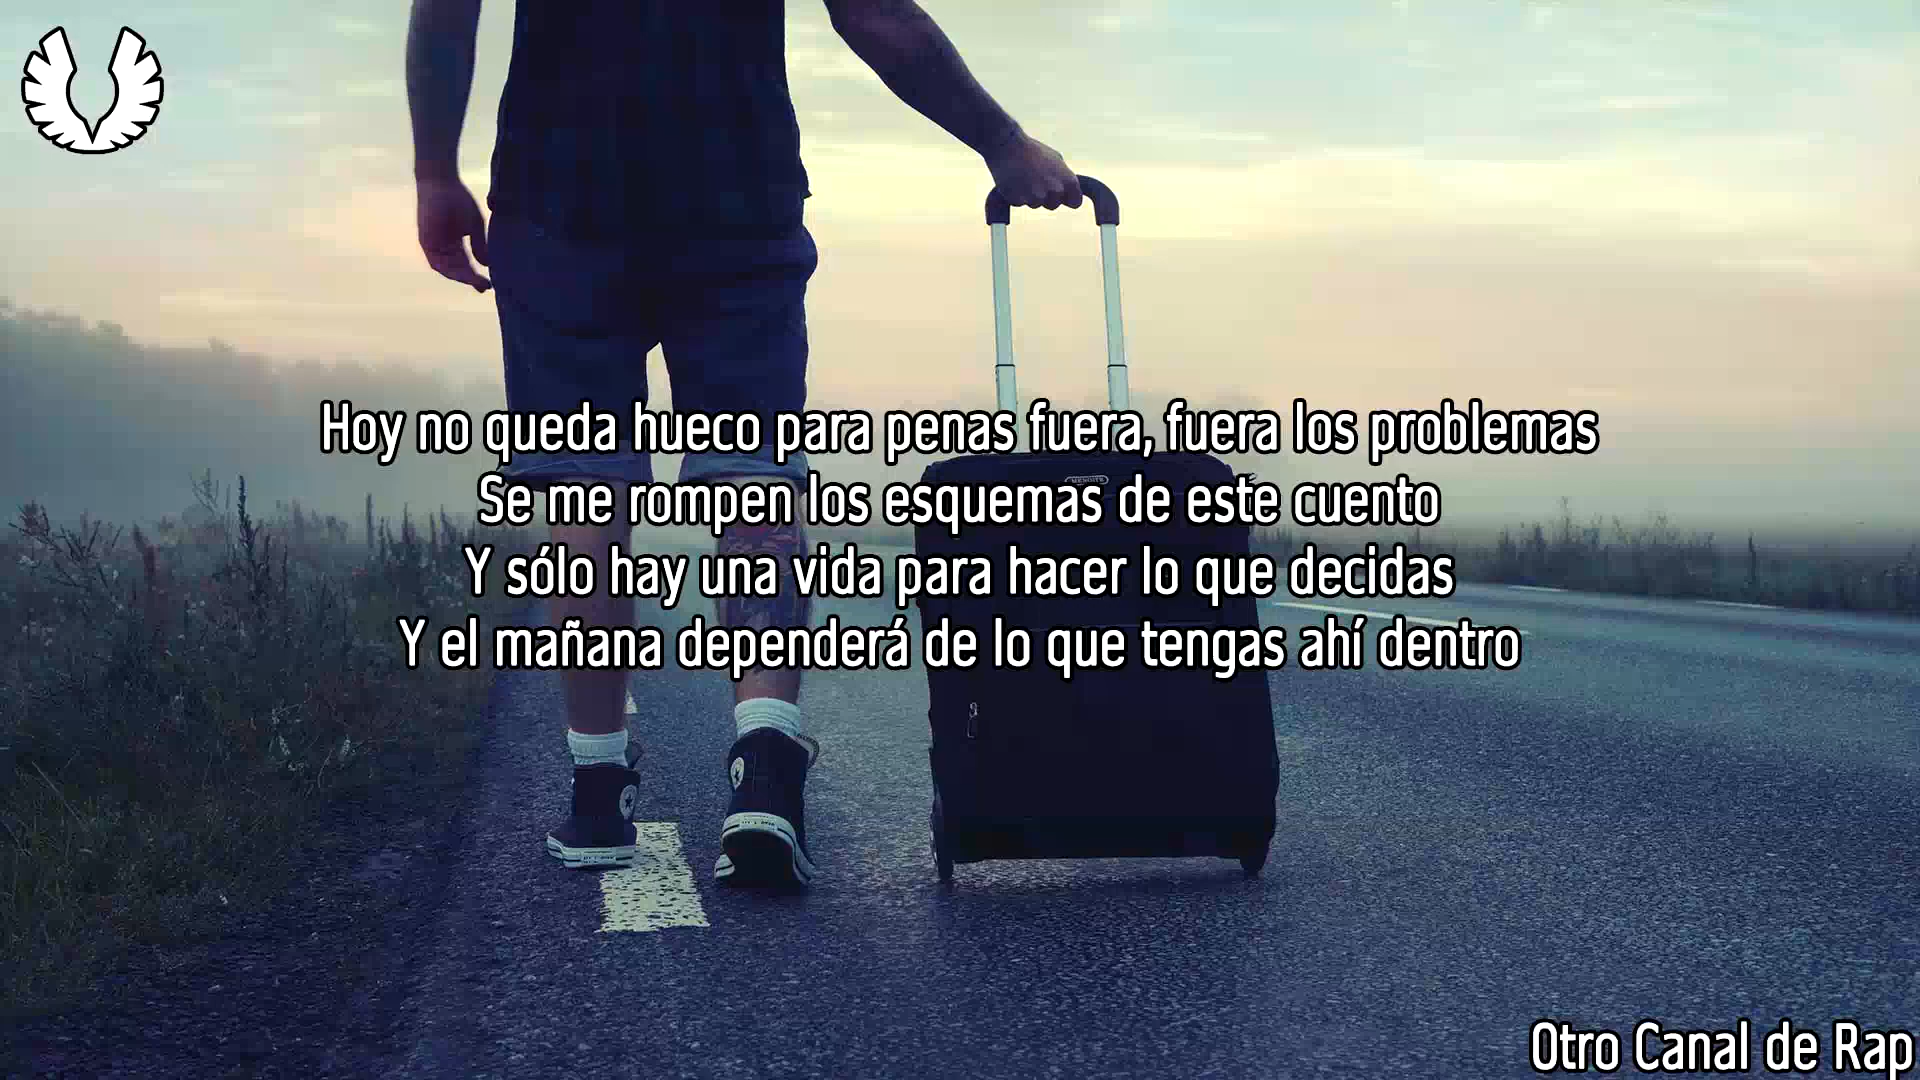 Hoy no queda hueco para penas fuera, fuera los problemas
Se me rompen los esquemas de este cuento
Y sólo hay una vida para hacer lo que decidas
Y el mañana dependerá de lo que tengas ahí dentro
Otro Canal de Rap